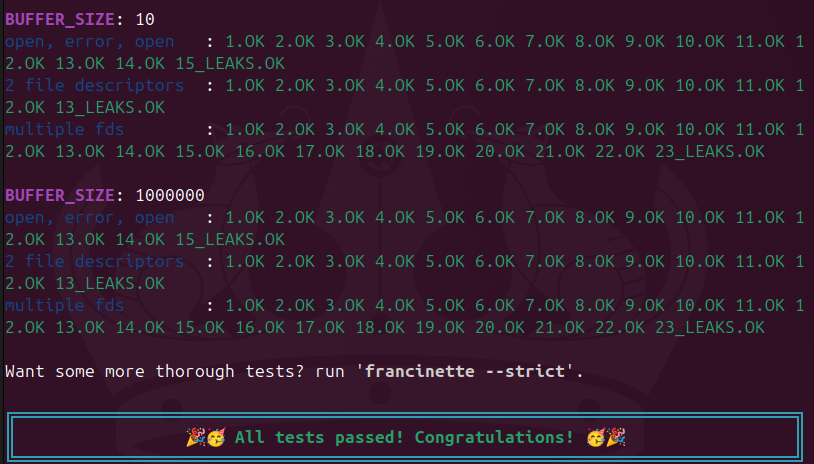 BUFFER_SIZE: 10
open, error, open   : 1.OK 2.OK 3.OK 4.OK 5.OK 6.OK 7.OK 8.OK 9.OK 10.OK 11.OK 1
2.OK 13.OK 14.OK 15_LEAKS.OK
2 file descriptors  : 1.OK 2.OK 3.OK 4.OK 5.OK 6.OK 7.OK 8.OK 9.OK 10.OK 11.OK 1
2.OK 13_LEAKS.OK
multiple fds        : 1.OK 2.OK 3.OK 4.OK 5.OK 6.OK 7.OK 8.OK 9.OK 10.OK 11.OK 1
2.OK 13.OK 14.OK 15.OK 16.OK 17.OK 18.OK 19.OK 20.OK 21.OK 22.OK 23_LEAKS.OK
BUFFER_SIZE: 1000000
open, error, open   : 1.OK 2.OK 3.OK 4.OK 5.OK 6.OK 7.OK 8.OK 9.OK 10.OK 11.OK 1
2.OK 13.OK 14.OK 15_LEAKS.OK
2 file descriptors  : 1.OK 2.OK 3.OK 4.OK 5.OK 6.OK 7.OK 8.OK 9.OK 10.OK 11.OK 1
2.OK 13_LEAKS.OK
multiple fds        : 1.OK 2.OK 3.OK 4.OK 5.OK 6.OK 7.OK 8.OK 9.OK 10.OK 11.OK 1
2.OK 13.OK 14.OK 15.OK 16.OK 17.OK 18.OK 19.OK 20.OK 21.OK 22.OK 23_LEAKS.OK
Want some more thorough tests? run 'francinette --strict'.
🎉🥳 All tests passed! Congratulations! 🥳🎉